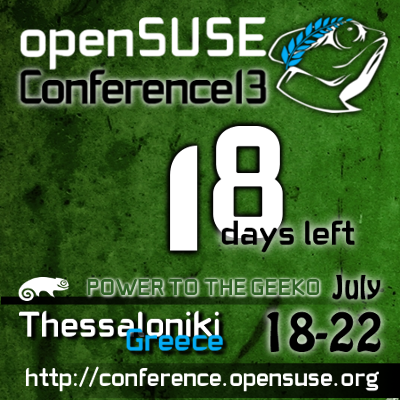 openSUSE
Conference13
18
days left
POWER TO THE GEEKO July
Thessaloniki 18-22
Greece
http://conference.opensuse.org